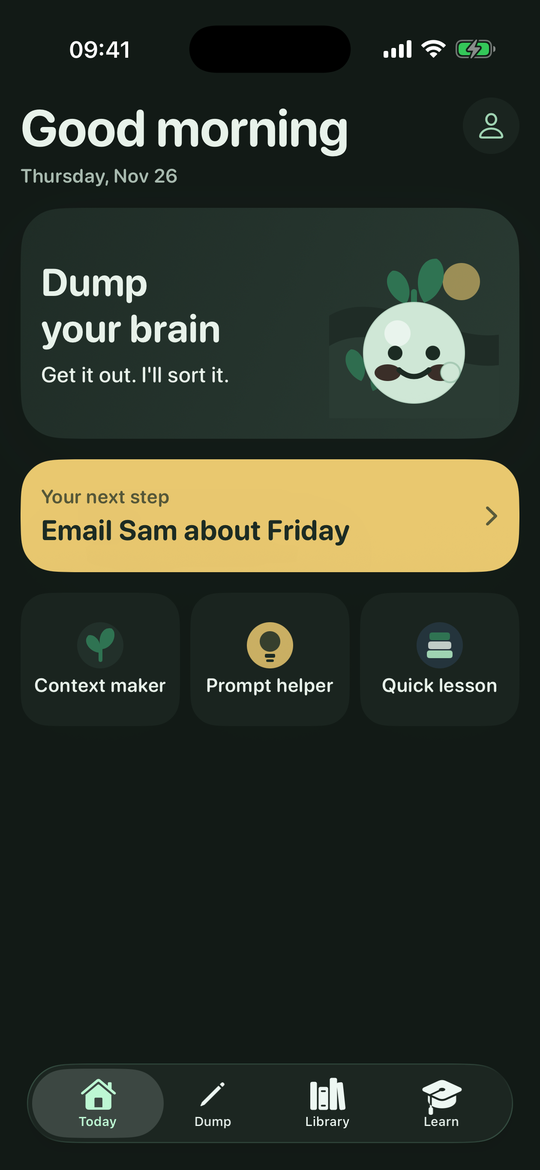 09:41
Good morning
Thursday, Nov 26
Dump
your brain
Get it out. I'll sort it.
Your next step
Email Sam about Friday
Context maker
Prompt helper
Quick lesson
Today
Dump
Library
Learn